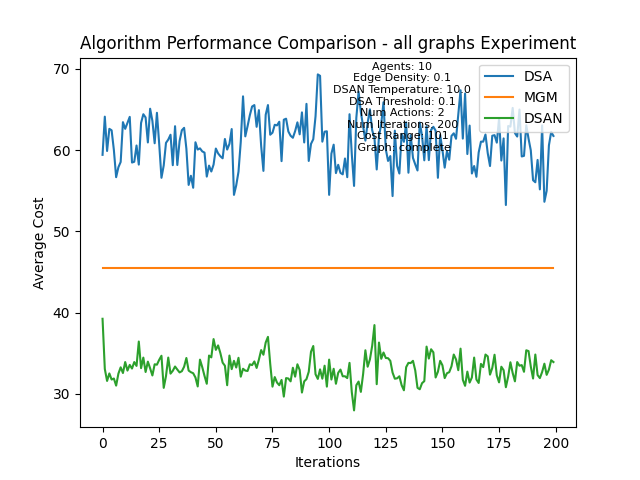 Algorithm Performance Comparison - all graphs Experiment
Agents: 10
Edge Density: 0.1
DSAN Temperature: 10.0
DSA Threshold: 0.1
Num Actions: 2
Num Iterations: 200
Cost Range: 101
Graph: complete
DSA
MGM
DSAN
Average Cost
70
60
50
40
30
0
25
50
75
100
125
150
175
200
Iterations